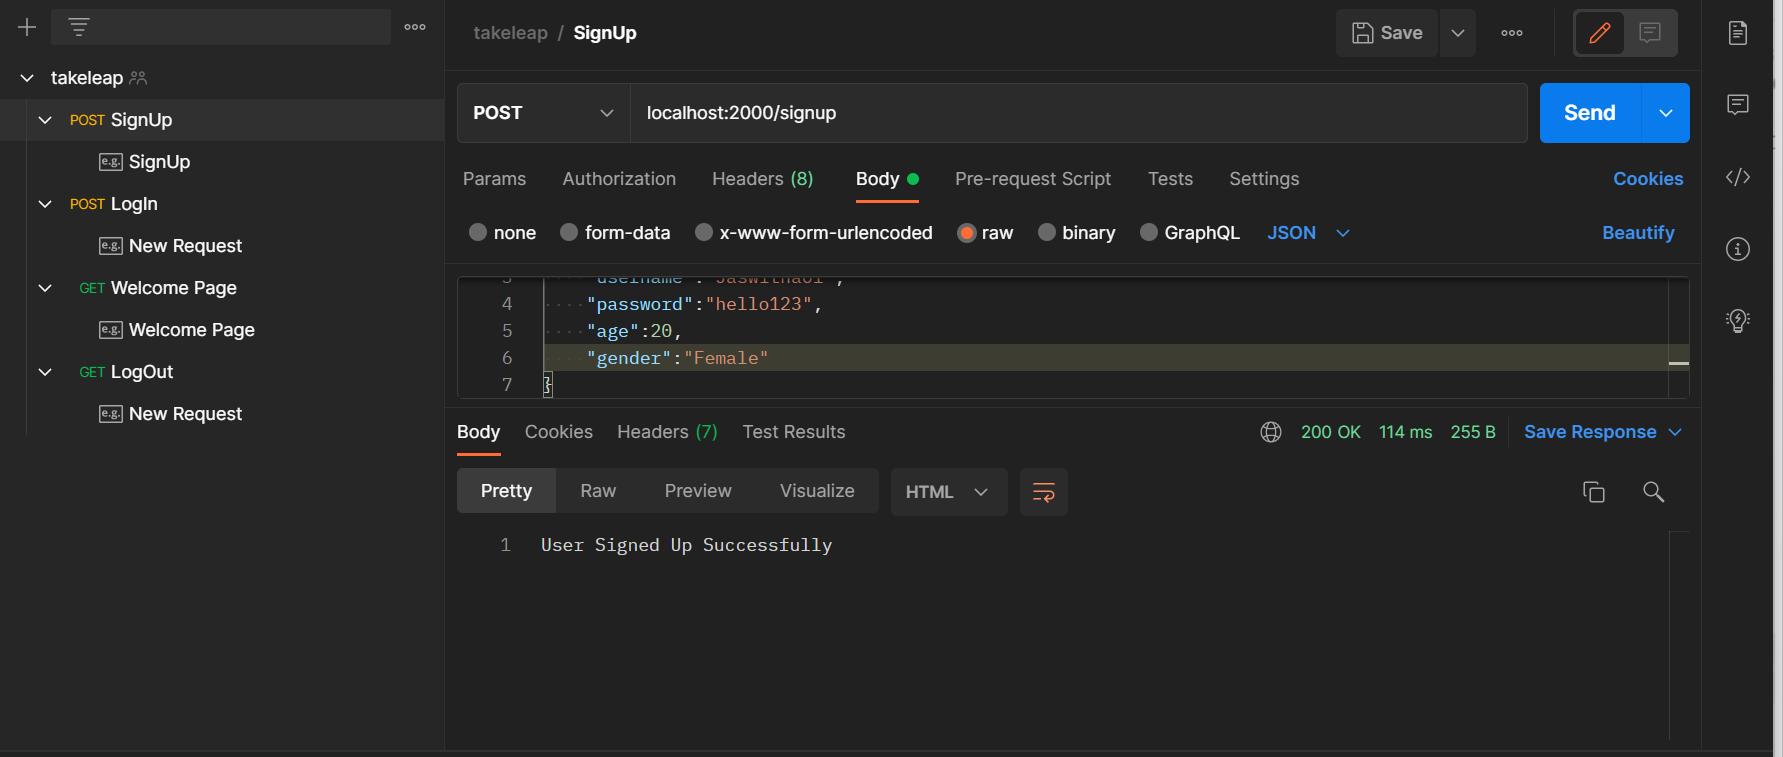 takeleap
POST SignUp
e.g. SignUp
POST LogIn
e.g. New Request
GET Welcome Page
e.g. Welcome Page
GET LogOut
e.g. New Request
takeleap / SignUp
Save
POST localhost:2000/signup Send
Params Authorization Headers (8) Body Pre-request Script Tests Settings Cookies
none form-data x-www-form-urlencoded raw binary GraphQL JSON Beautify
4 "password":"hello123",
5 "age":20,
6 "gender":"Female"
7 }
Body Cookies Headers (7) Test Results 200 OK 114 ms 255 B Save Response
Pretty Raw Preview Visualize HTML
1 User Signed Up Successfully